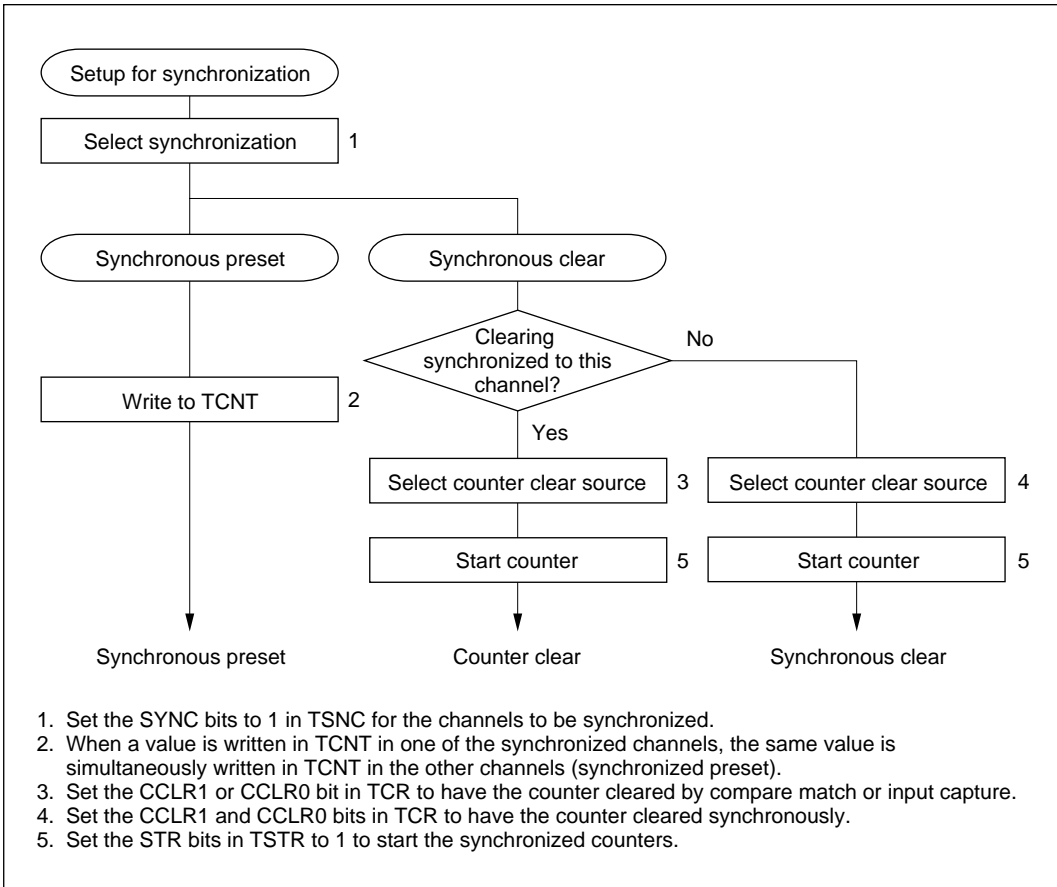 Setup for synchronization
Select synchronization 1
Synchronous preset Synchronous clear
Clearing
synchronized to this
channel?
No
Write to TCNT 2
Yes
Select counter clear source 3 Select counter clear source 4
Start counter 5 Start counter 5
Synchronous preset Counter clear Synchronous clear
1. Set the SYNC bits to 1 in TSNC for the channels to be synchronized.
2. When a value is written in TCNT in one of the synchronized channels, the same value is
simultaneously written in TCNT in the other channels (synchronized preset).
3. Set the CCLR1 or CCLR0 bit in TCR to have the counter cleared by compare match or input capture.
4. Set the CCLR1 and CCLR0 bits in TCR to have the counter cleared synchronously.
5. Set the STR bits in TSTR to 1 to start the synchronized counters.